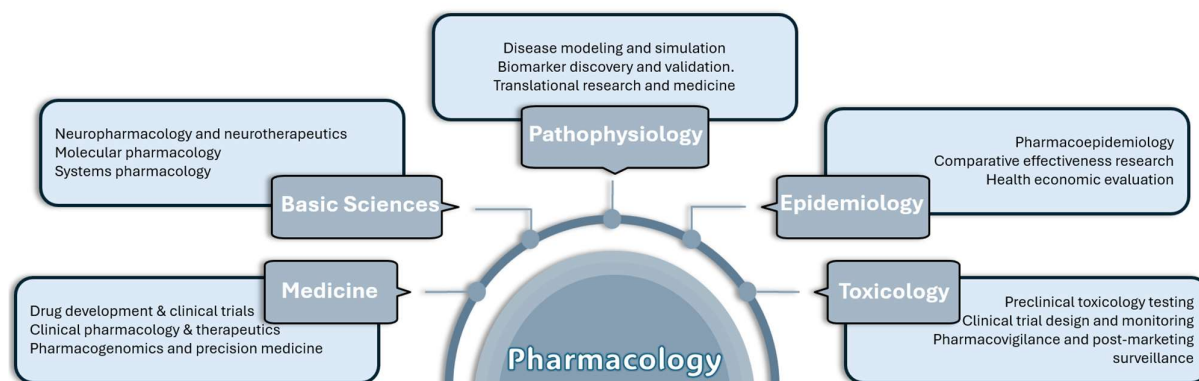 Disease modeling and simulation
Biomarker discovery and validation.
Translational research and medicine
Pathophysiology
Neuropharmacology and neurotherapeutics
Molecular pharmacology
Systems pharmacology
Basic Sciences
Pharmacoepidemiology
Comparative effectiveness research
Health economic evaluation
Epidemiology
Medicine
Drug development & clinical trials
Clinical pharmacology & therapeutics
Pharmacogenomics and precision medicine
Toxicology
Preclinical toxicology testing
Clinical trial design and monitoring
Pharmacovigilance and post-marketing
surveillance
Pharmacology